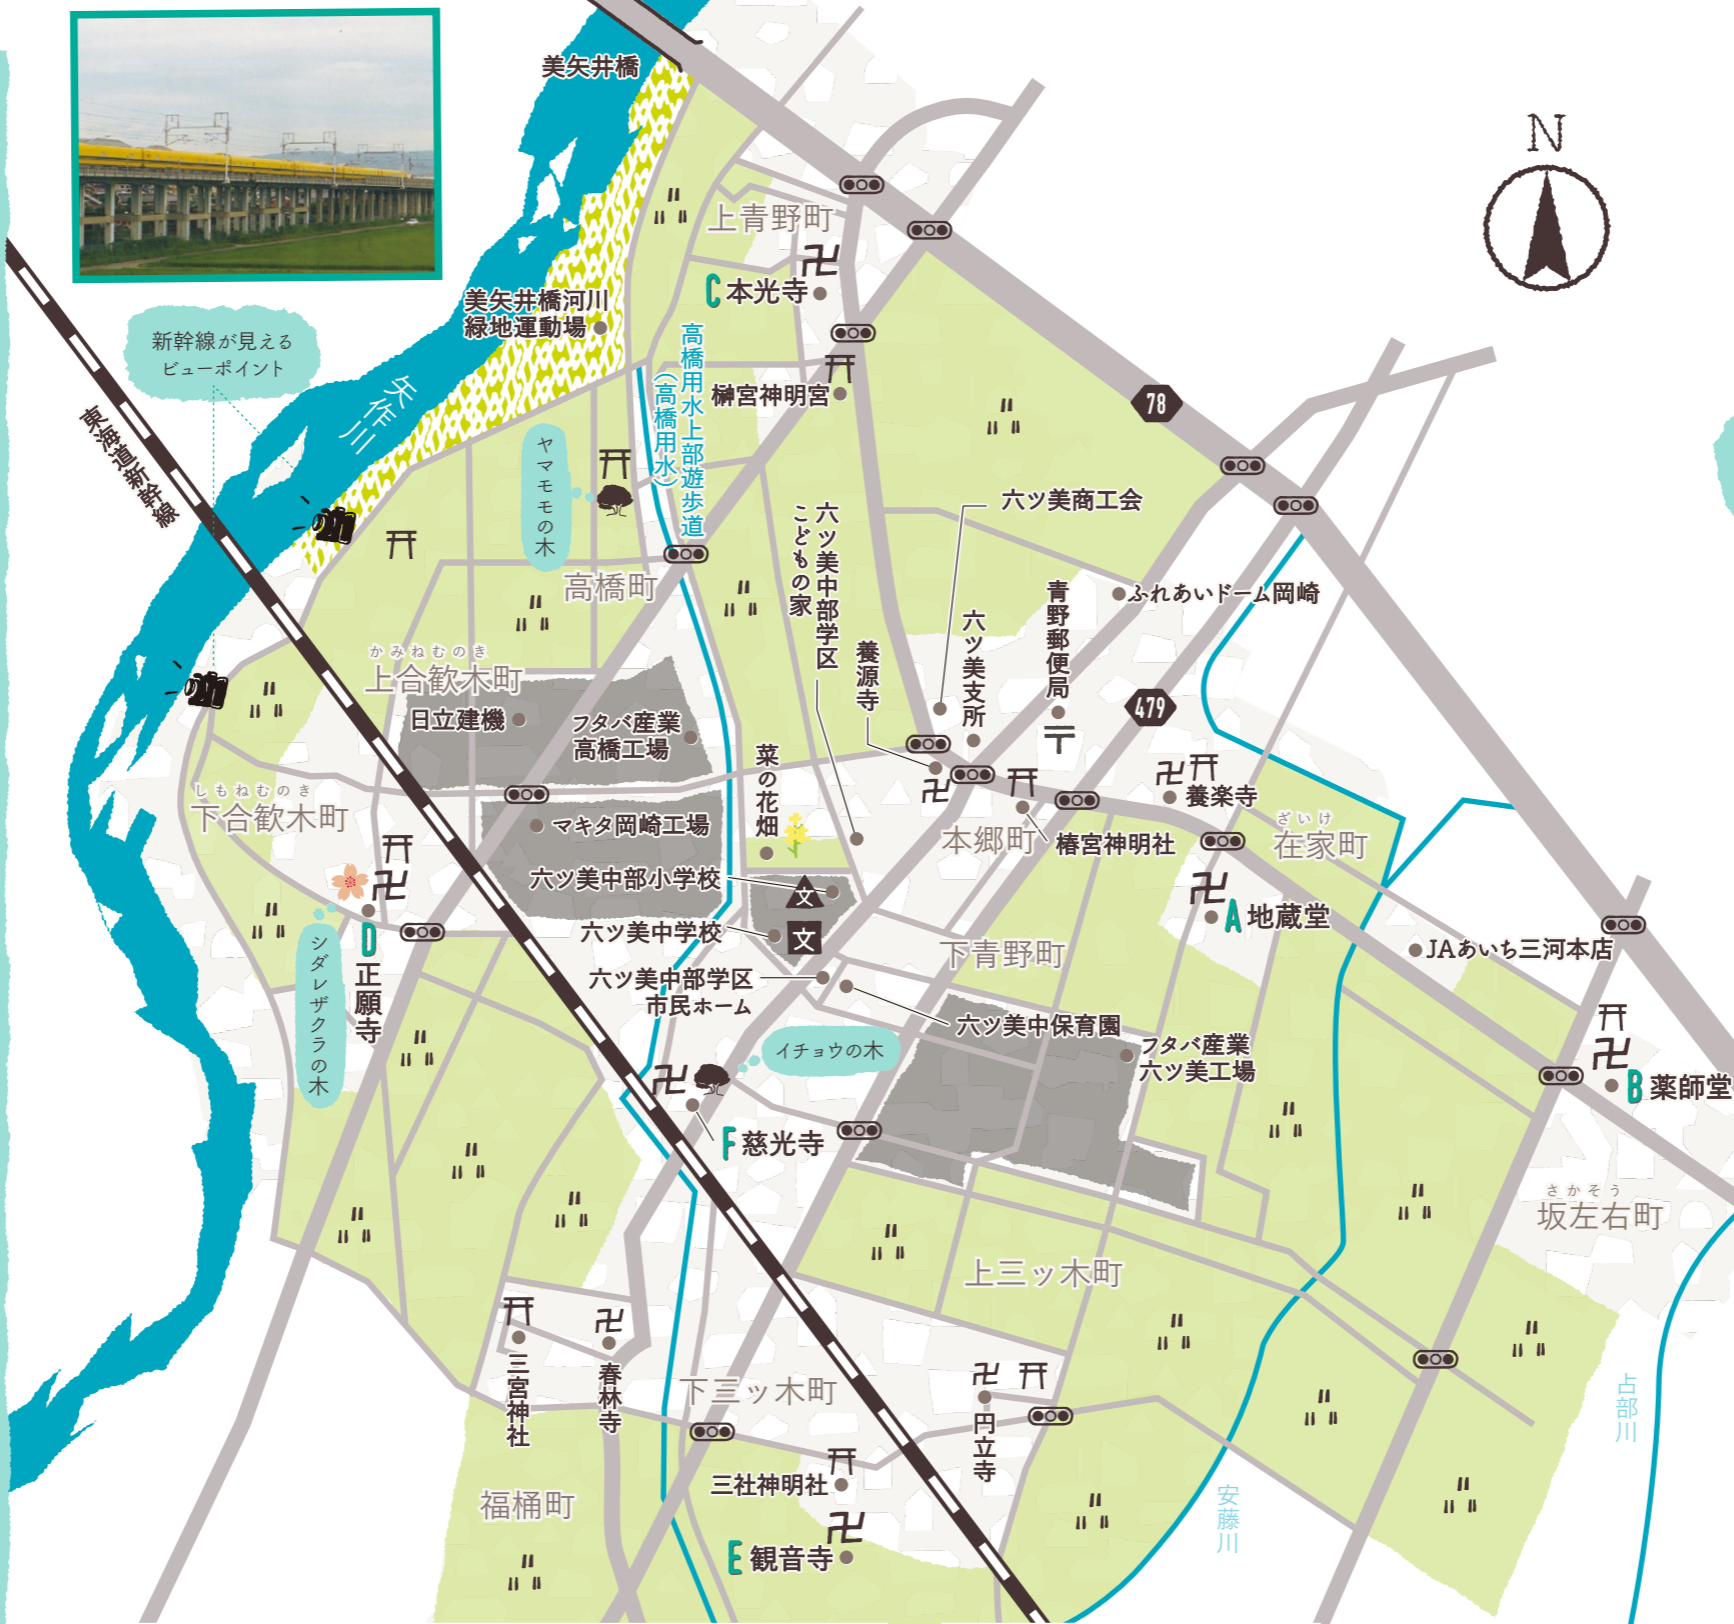 美矢井橋
N
上青野町
C 本光寺
美矢井橋河川
緑地運動場
新幹線が見える
ビューポイント
矢作川
東海道新幹線
高橋用水上部遊歩道
(高橋用水)
榊宮神明宮
78
ヤマモモの木
高橋町
六ツ美商工会
六ツ美中部学区
こどもの家
青野郵便局
ふれあいドーム岡崎
六ツ美支所
養源寺
かみねむのき
上合歓木町
日立建機
フタバ産業
高橋工場
479
菜の花畑
しもねむのき
下合歓木町
マキタ岡崎工場
本郷町
椿宮神明社
養楽寺
ざいけ
在家町
六ツ美中部小学校
文
六ツ美中学校
文
A 地蔵堂
下青野町
JAあいち三河本店
D
正願寺
シダレザクラの木
六ツ美中部学区
市民ホーム
六ツ美中保育園
フタバ産業
六ツ美工場
イチョウの木
F 慈光寺
B 薬師堂
さかそう
坂左右町
上三ッ木町
三宮神社
春林寺
下三ッ木町
円立寺
占部川
三社神明社
福桶町
安藤川
E 観音寺